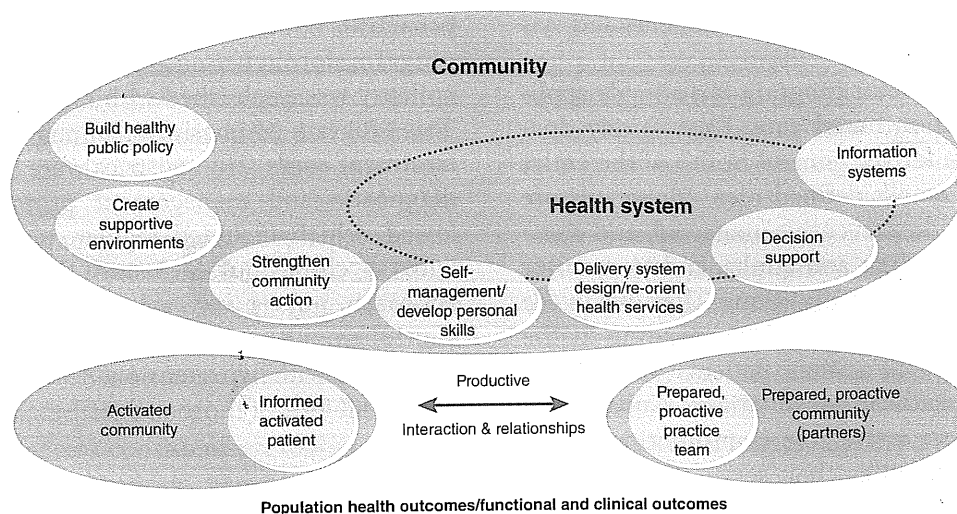 Community
Build healthy
public policy
Information
systems
Create
supportive
environments
Health system
Decision
support
Strengthen
community
action
Self-
management/
develop personal
skills
Delivery system
design/re-orient
health services
Activated
community
Informed
activated
patient
Productive
Interaction & relationships
Prepared,
proactive
practice
team
Prepared, proactive
community
(partners)
Population health outcomes/functional and clinical outcomes